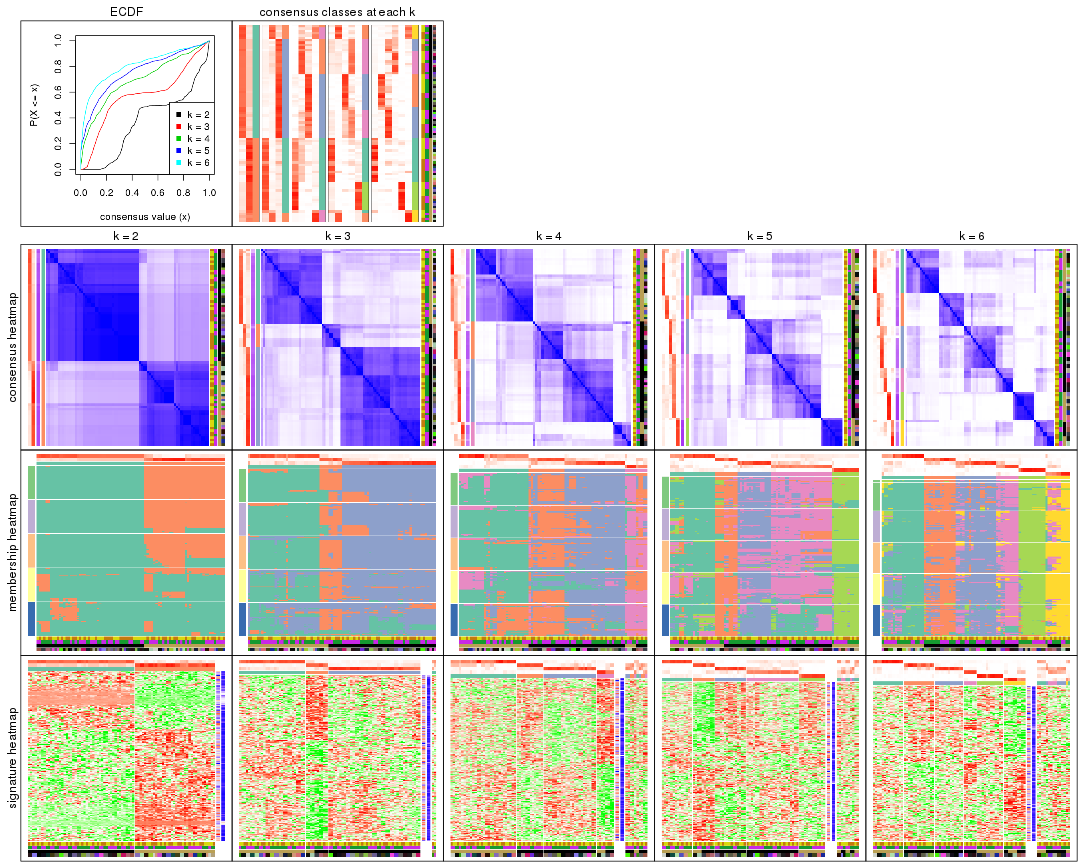 ECDF
consensus classes at each k
P(X <= x)
0.0 0.2 0.4 0.6 0.8 1.0
k = 2
k = 3
k = 4
k = 5
k = 6
0.0 0.2 0.4 0.6 0.8 1.0
consensus value (x)
k = 2
k = 3
k = 4
k = 5
k = 6
consensus heatmap
membership heatmap
signature heatmap